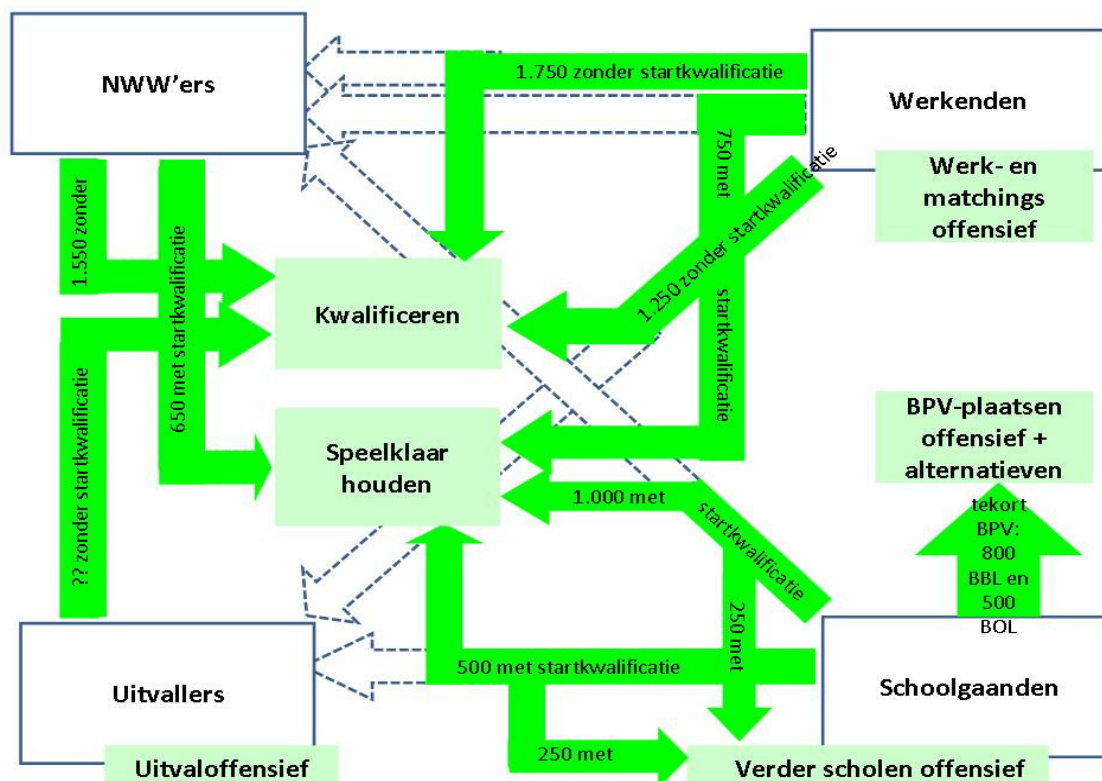 NWW'ers
1.750 zonder startkwalificatie
Werkenden
Werk- en
matchings
offensief
750 met
startkwalificatie
1.250 zonder startkwalificatie
1.550 zonder
650 met startkwalificatie
Kwalificeren
?? zonder startkwalificatie
Speelklaar
houden
1.000 met
startkwalificatie
BPV-plaatsen
offensief +
alternatieven
tekort
BPV:
800
BBL en
500
BOL
250 met
500 met startkwalificatie
250 met
Uitvallers
Uitvaloffensief
Schoolgaanden
Verder scholen offensief